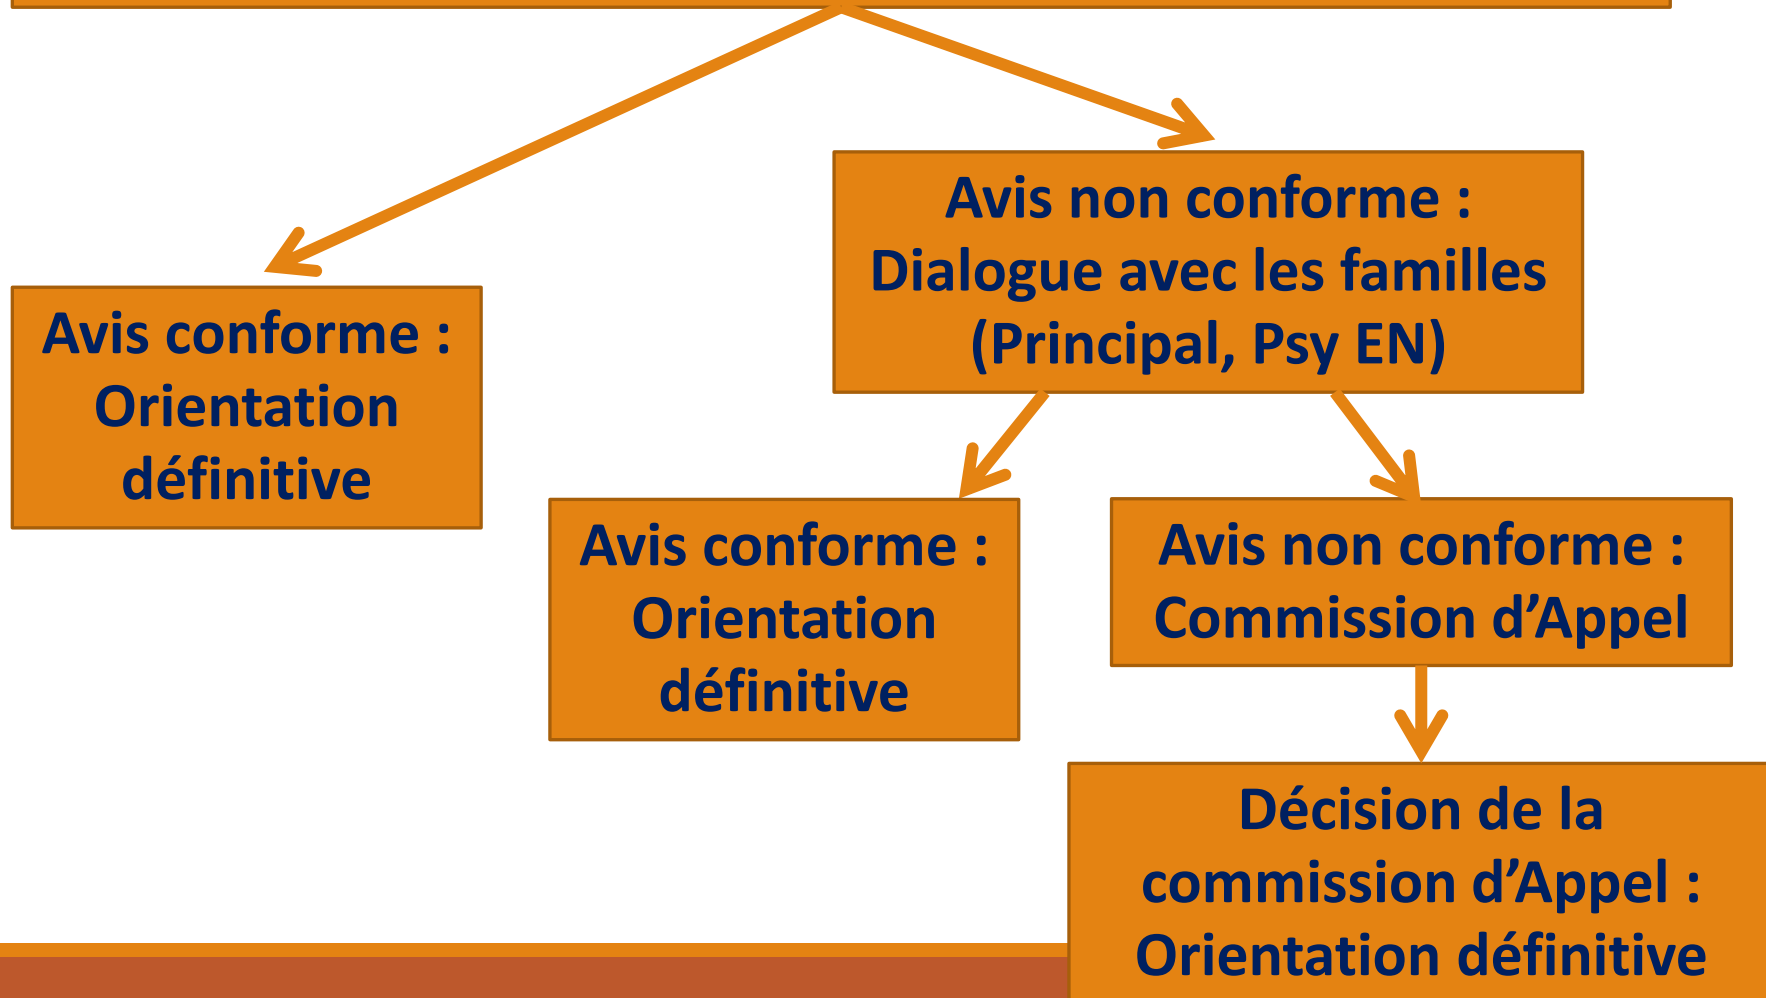 Avis non conforme :
Dialogue avec les familles
(Principal, Psy EN)
Avis conforme :
Orientation
définitive
Avis conforme :
Orientation
définitive
Avis non conforme :
Commission d’Appel
Décision de la
commission d’Appel :
Orientation définitive